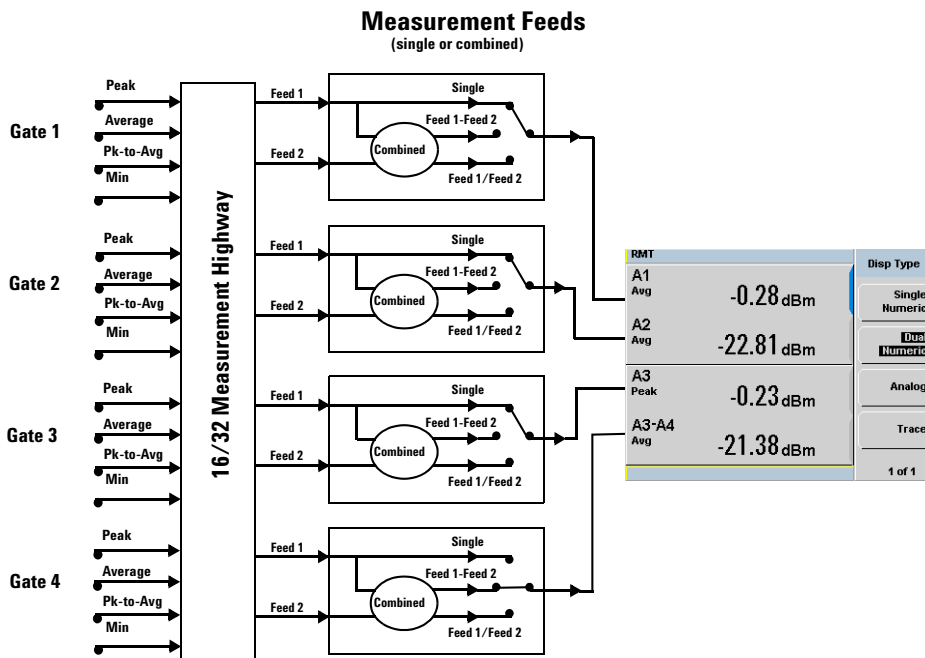 Measurement Feeds
(single or combined)
Gate 1
Peak
Average
Pk-to-Avg
Min
Feed 1
Feed 2
Single
Feed 1-Feed 2
Combined
Feed 1/Feed 2
Gate 2
Peak
Average
Pk-to-Avg
Min
Feed 1
Feed 2
Single
Feed 1-Feed 2
Combined
Feed 1/Feed 2
Gate 3
Peak
Average
Pk-to-Avg
Min
Feed 1
Feed 2
Single
Feed 1-Feed 2
Combined
Feed 1/Feed 2
Gate 4
Peak
Average
Pk-to-Avg
Min
Feed 1
Feed 2
Single
Feed 1-Feed 2
Combined
Feed 1/Feed 2
16/32 Measurement Highway
RMT
A1
Avg
-0.28 dBm
A2
Avg
-22.81 dBm
A3
Peak
-0.23 dBm
A3-A4
Avg
-21.38 dBm
Disp Type
Single
Numeric
Dual
Numeric
Analog
Trace
1 of 1